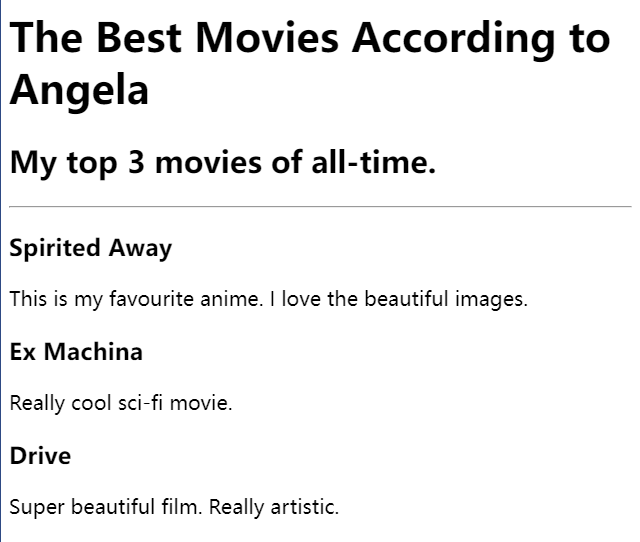 The Best Movies According to
Angela
My top 3 movies of all-time.
Spirited Away
This is my favourite anime. I love the beautiful images.
Ex Machina
Really cool sci-fi movie.
Drive
Super beautiful film. Really artistic.